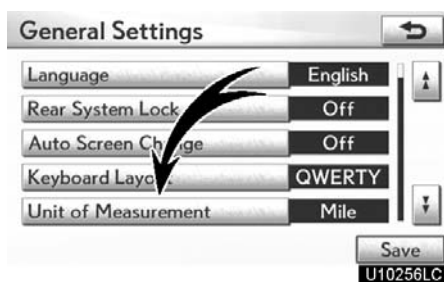 General Settings
Language English
Rear System Lock Off
Auto Screen Change Off
Keyboard Layout QWERTY
Unit of Measurement Mile
Save
U10256LC